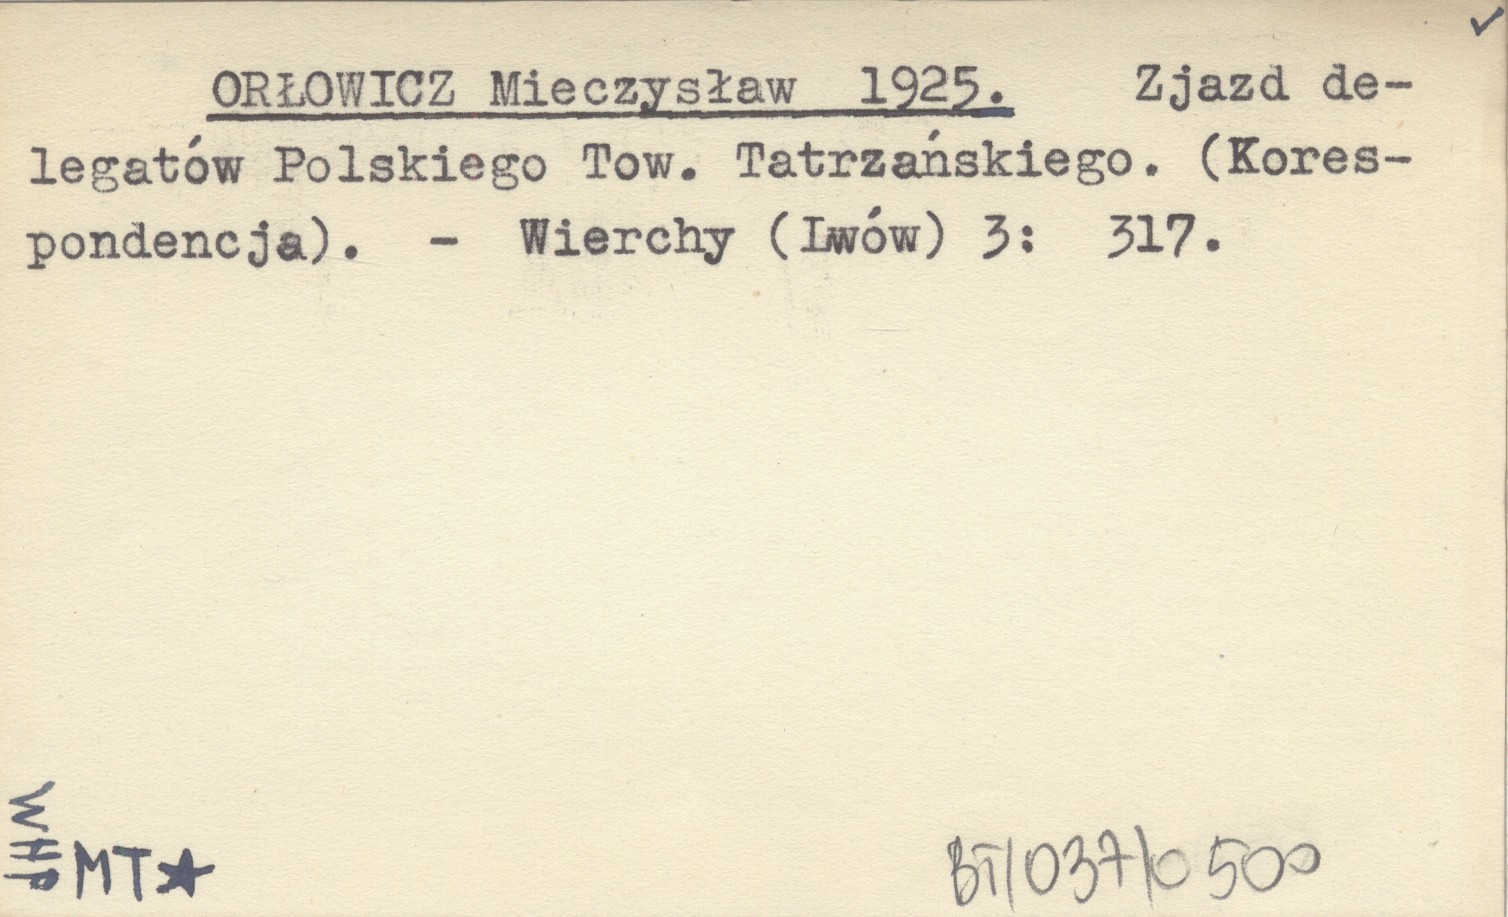 ORŁOWICZ Mieczysław 1925. Zjazd de-
legatów Polskiego Tow. Tatrzańskiego. (Kores-
pondencja). - Wierchy (Lwów) 3: 317.
WHP
MT
BT/037/0500